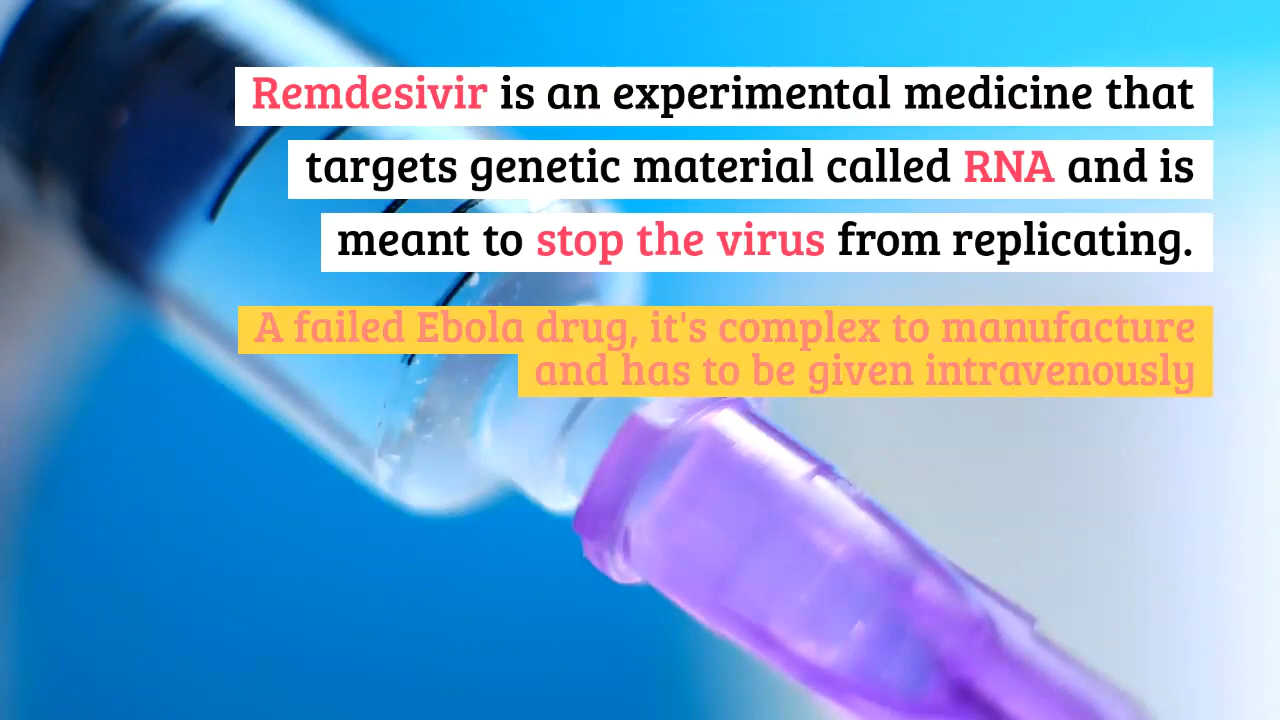 Remdesivir is an experimental medicine that
targets genetic material called RNA and is
meant to stop the virus from replicating.
A failed Ebola drug, it's complex to manufacture
and has to be given intravenously